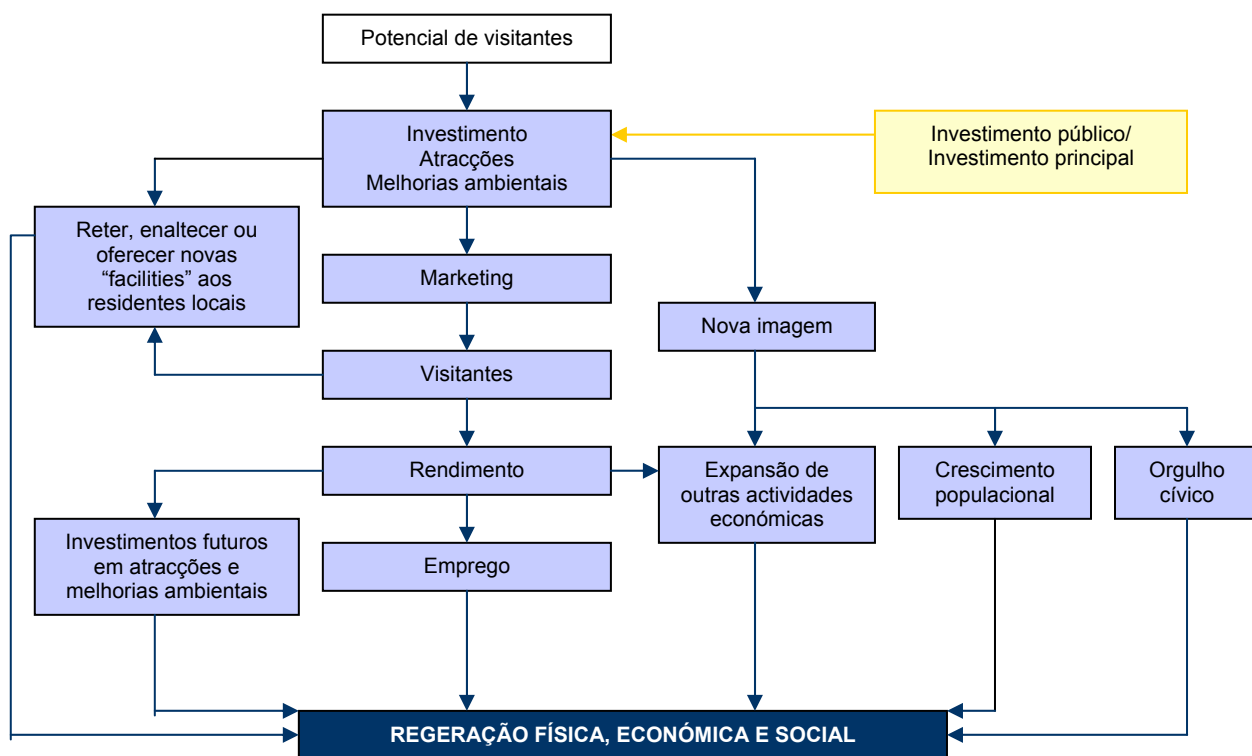 Potencial de visitantes
Investimento
Atracções
Melhorias ambientais
Investimento público/
Investimento principal
Reter, enaltecer ou
oferecer novas
“facilities” aos
residentes locais
Marketing
Nova imagem
Visitantes
Rendimento
Expansão de
outras actividades
económicas
Crescimento
populacional
Orgulho
cívico
Investimentos futuros
em atracções e
melhorias ambientais
Emprego
REGERAÇÃO FÍSICA, ECONÓMICA E SOCIAL